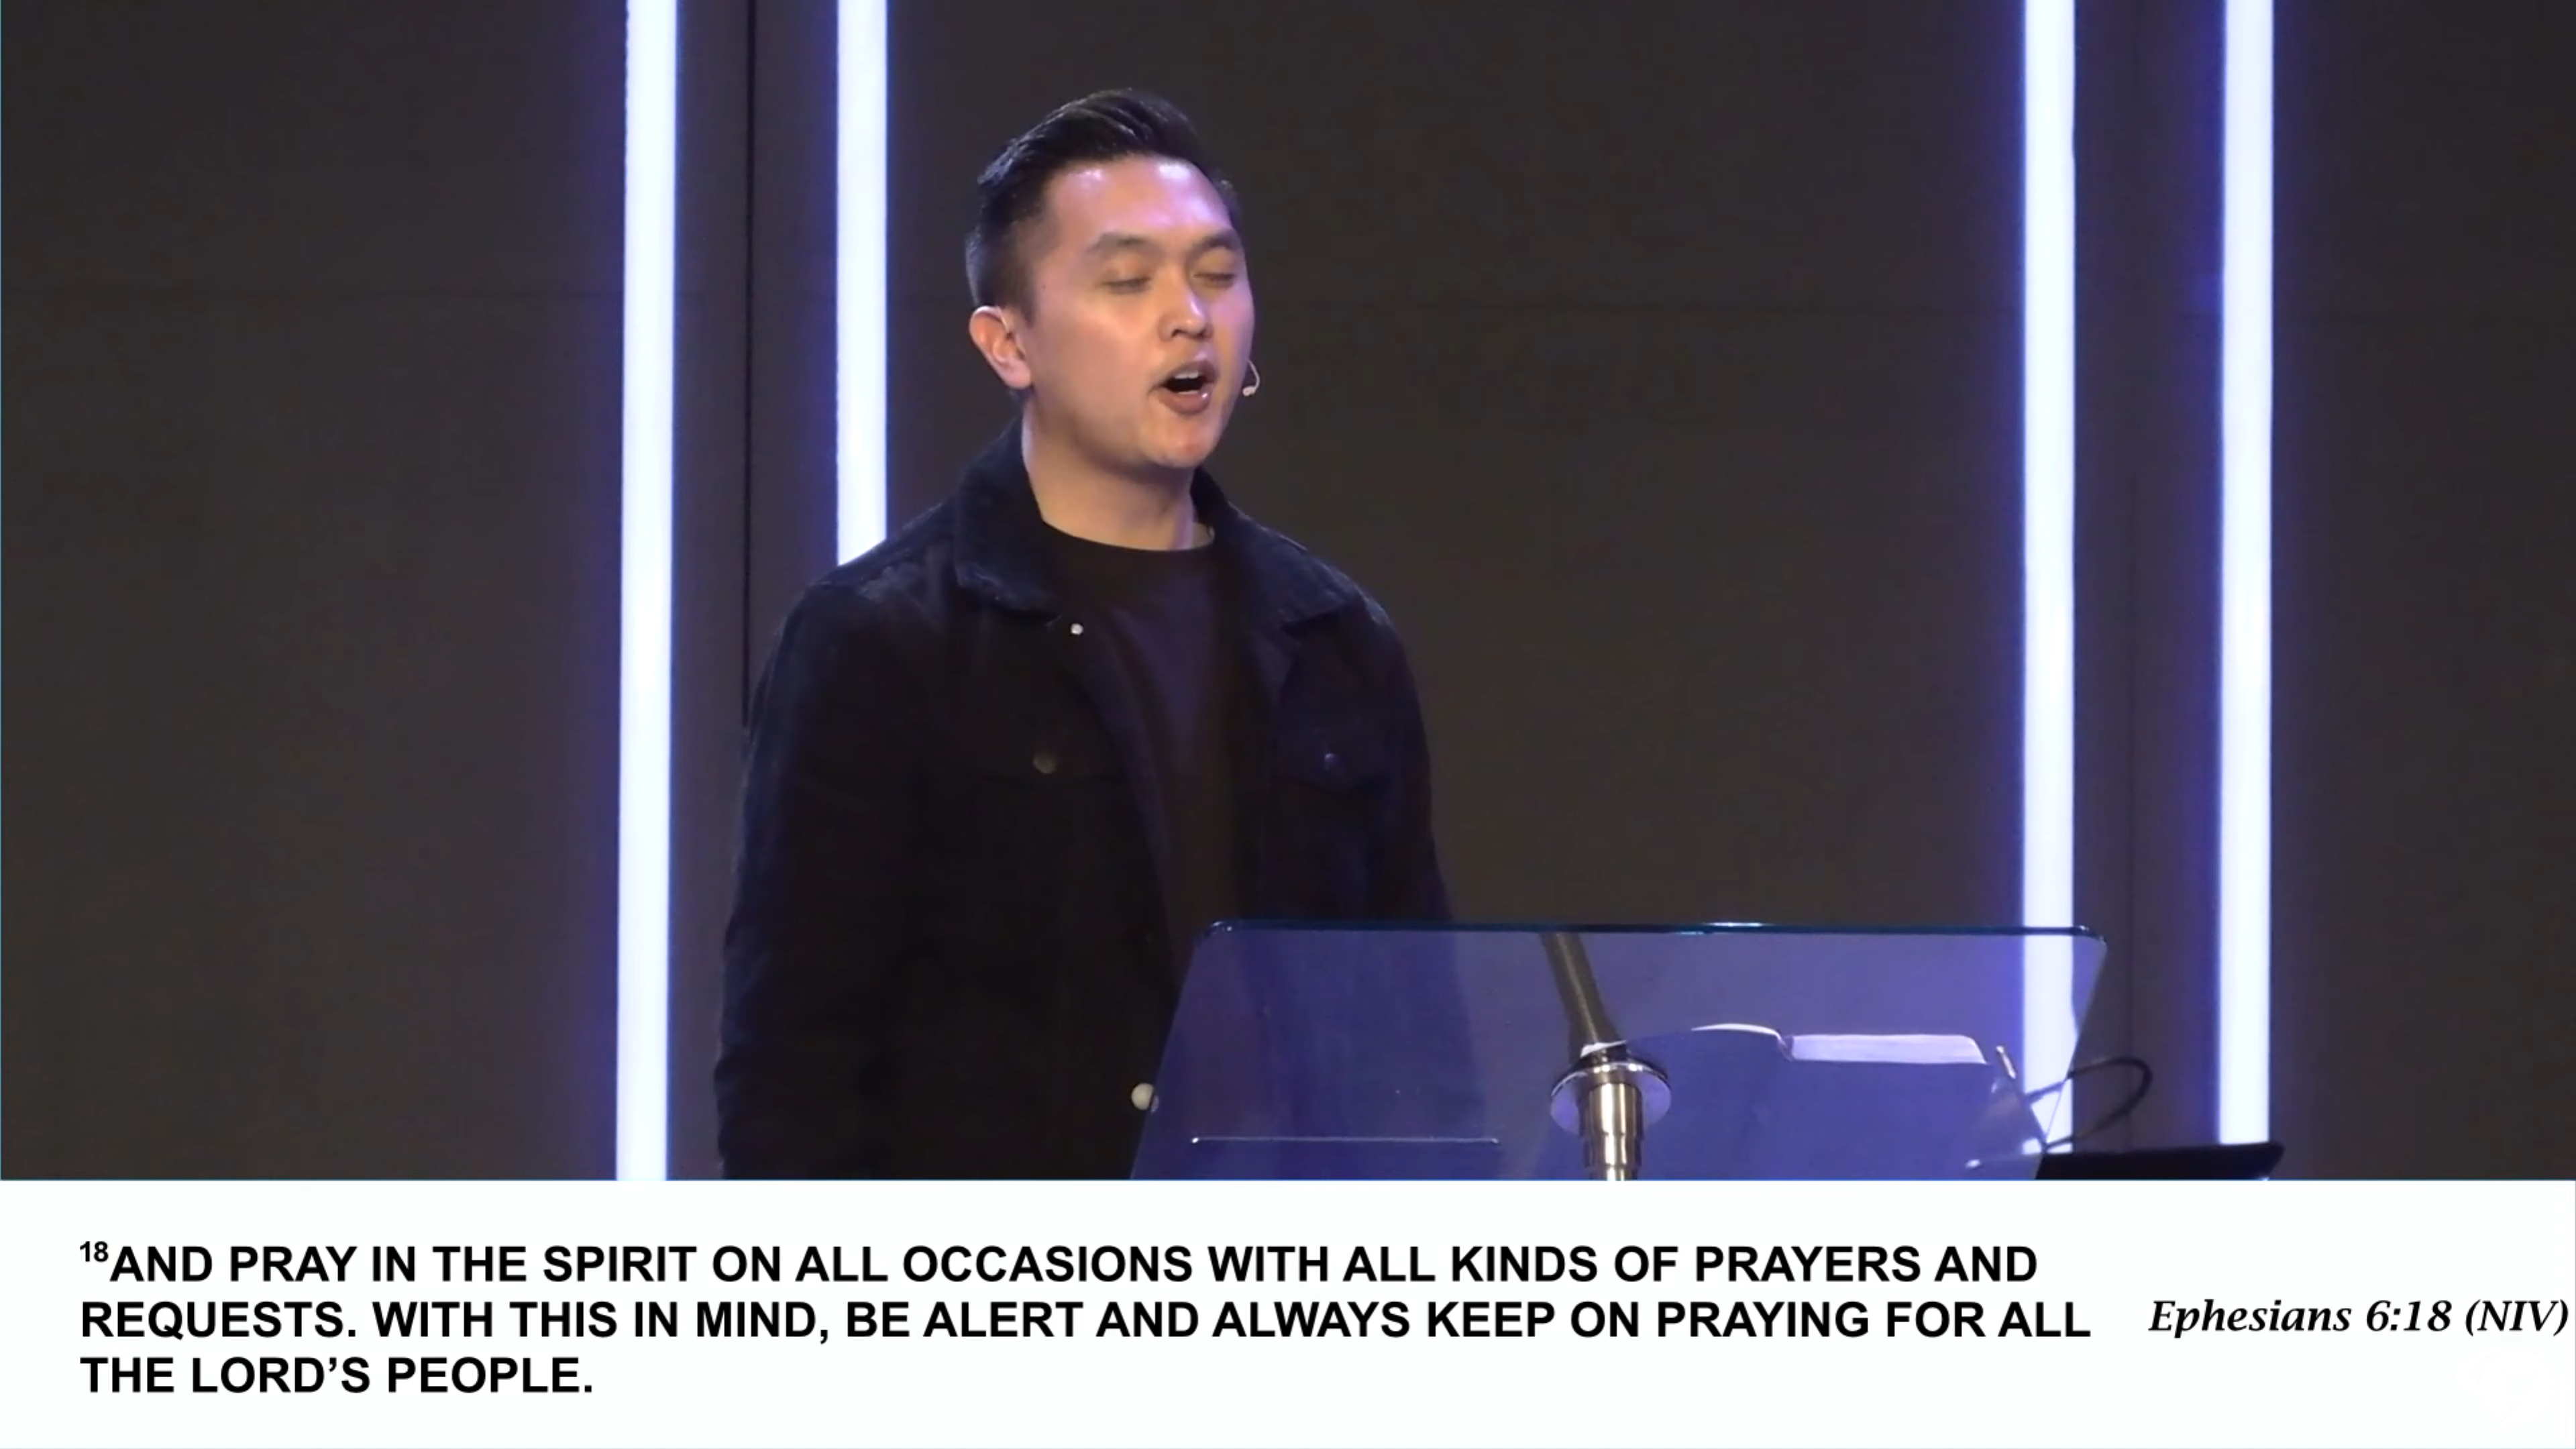 ¹⁸AND PRAY IN THE SPIRIT ON ALL OCCASIONS WITH ALL KINDS OF PRAYERS AND
REQUESTS. WITH THIS IN MIND, BE ALERT AND ALWAYS KEEP ON PRAYING FOR ALL
THE LORD’S PEOPLE.
Ephesians 6:18 (NIV)